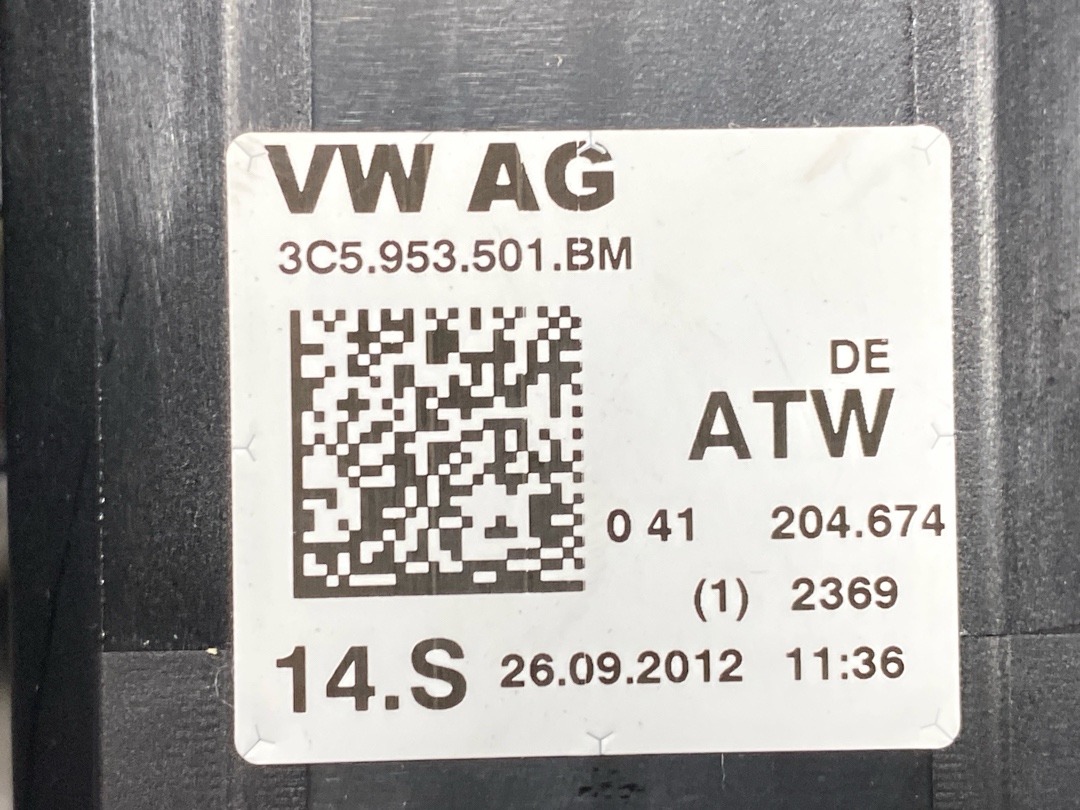 VW AG
3C5.953.501.BM
DE
ATW
0 41 204.674
(1) 2369
14.S 26.09.2012 11:36